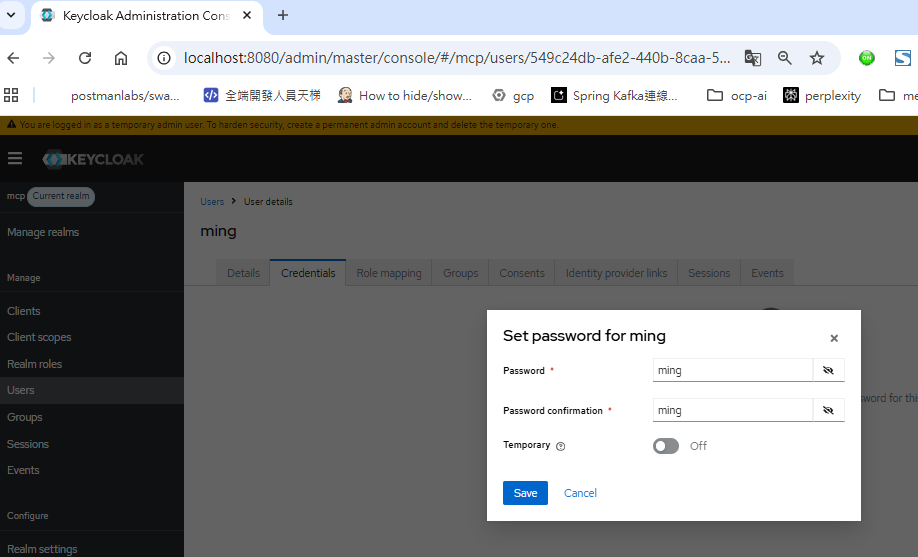 Keycloak Administration Cons
localhost:8080/admin/master/console/#/mcp/users/549c24db-afe2-440b-8caa-5...
ON
S
postmanlabs/swa... 全端開發人員天梯 How to hide/show... gcp Spring Kafka連線... ocp-ai perplexity me
You are logged in as a temporary admin user. To harden security, create a permanent admin account and delete the temporary one.
KEYCLOAK
mcp Current realm
Manage realms
Manage
Clients
Client scopes
Realm roles
Users
Groups
Sessions
Events
Configure
Realm settings
Users > User details
ming
Details Credentials Role mapping Groups Consents Identity provider links Sessions Events
Set password for ming
Password * ming
Password confirmation * ming
Temporary Off
Save Cancel
sword for thi